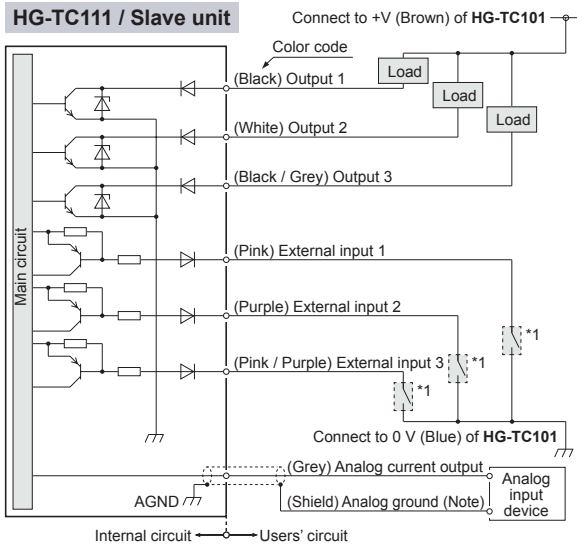 HG-TC111 / Slave unit
Connect to +V (Brown) of HG-TC101
Color code
(Black) Output 1
Load
Load
Load
(White) Output 2
(Black / Grey) Output 3
Main circuit
(Pink) External input 1
(Purple) External input 2
*1
(Pink / Purple) External input 3
*1
*1
Connect to 0 V (Blue) of HG-TC101
(Grey) Analog current output
Analog
input
device
AGND
(Shield) Analog ground (Note)
Internal circuit
Users' circuit